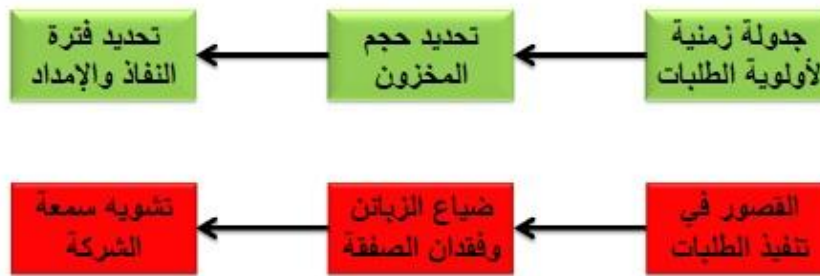 جدولة زمنية
لأولوية الطلبات
تحديد حجم
المخزون
تحديد فترة
النفاذ والإمداد
القصور في
تنفيذ الطلبات
ضياع الزبائن
وفقدان الصفقة
تشويه سمعة
الشركة